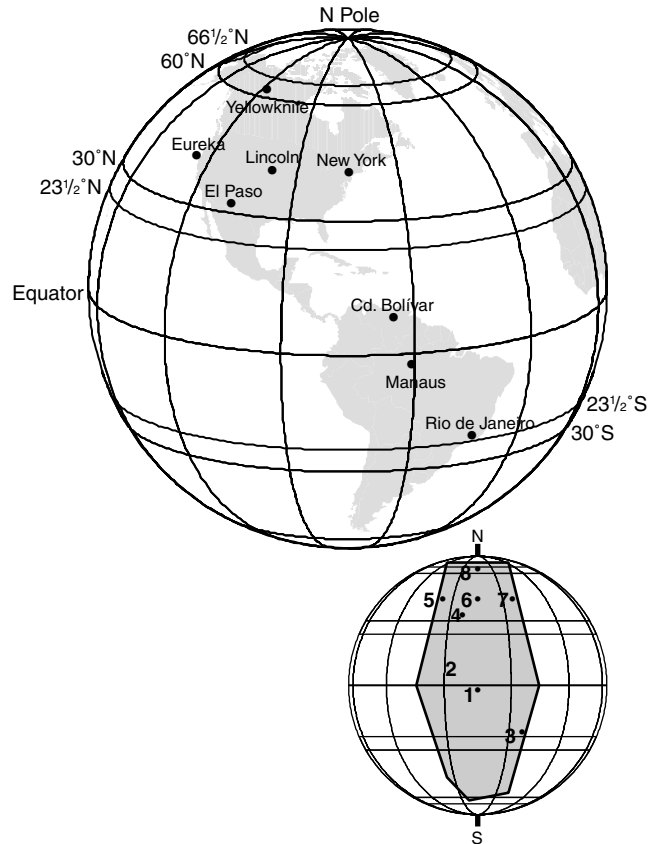 N Pole
66½˚N
60˚N
Yellowknife
Eureka
Lincoln
New York
30˚N
23½˚N
El Paso
Equator
Cd. Bolívar
Manaus
23½˚S
Rio de Janeiro
30˚S
N
8
5 6 7
4
2
1
3
S